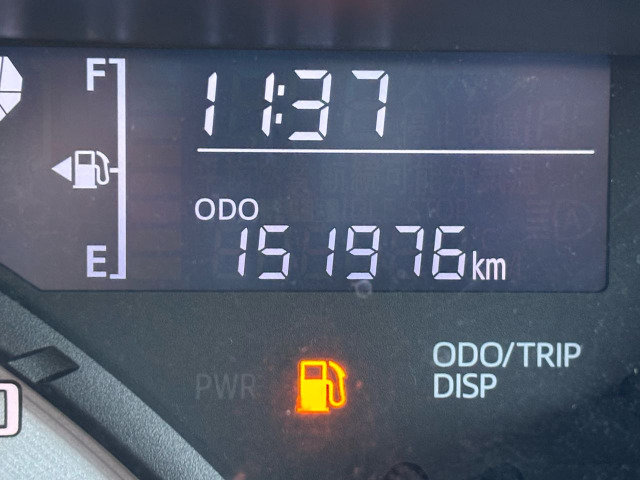 F
11:37
ODO
E
151976km
ODO/TRIP
DISP
PWR